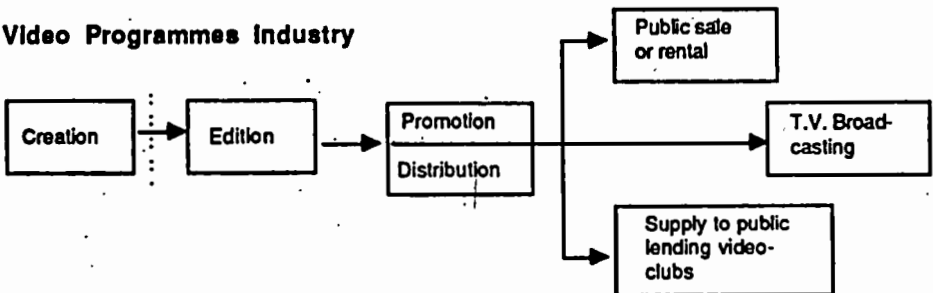 Video Programmes Industry
Public sale
or rental
Creation
Edition
Promotion
Distribution
T.V. Broad-
casting
Supply to public
lending video-
clubs